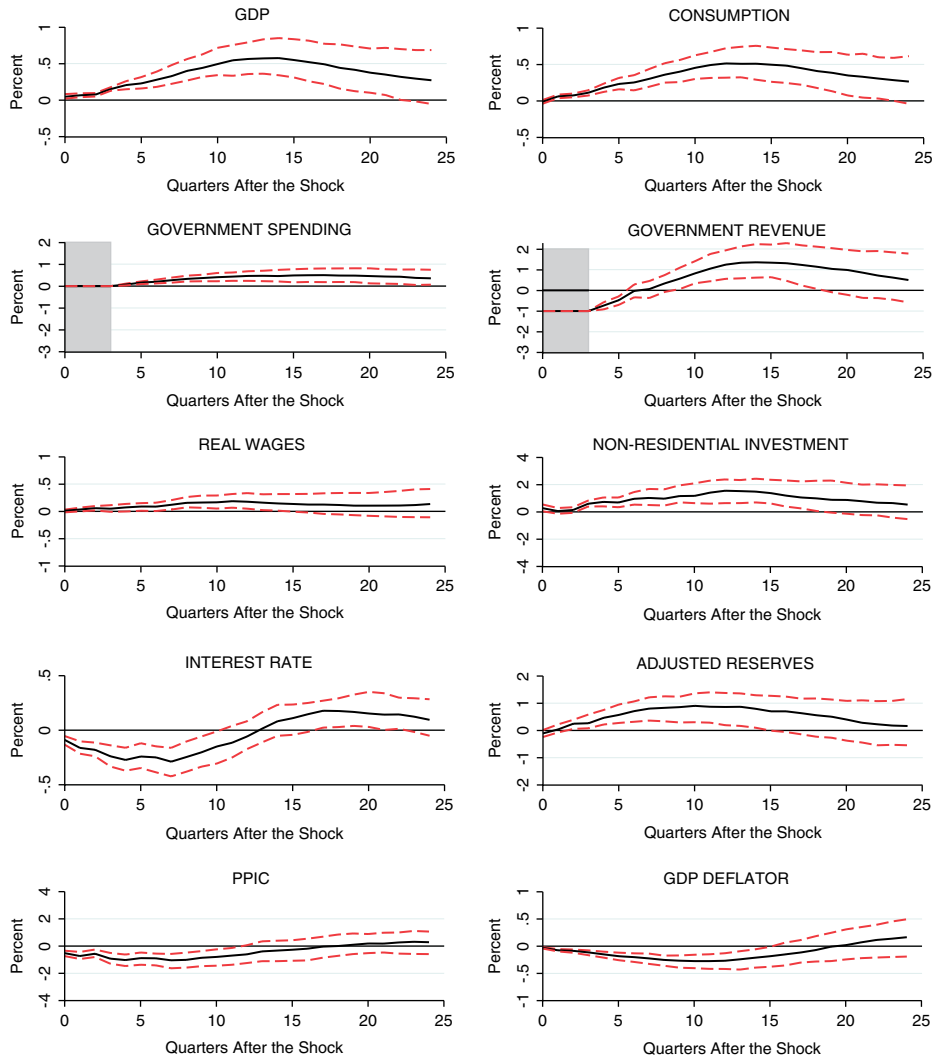 GDP
Percent
1
.5
0
-.5
0 5 10 15 20 25
Quarters After the Shock
CONSUMPTION
Percent
1
.5
0
-.5
0 5 10 15 20 25
Quarters After the Shock
GOVERNMENT SPENDING
Percent
2
1
0
-1
-2
-3
0 5 10 15 20 25
Quarters After the Shock
GOVERNMENT REVENUE
Percent
2
1
0
-1
-2
-3
0 5 10 15 20 25
Quarters After the Shock
REAL WAGES
Percent
1
.5
0
-.5
-1
0 5 10 15 20 25
Quarters After the Shock
NON-RESIDENTIAL INVESTMENT
Percent
4
2
0
-2
-4
0 5 10 15 20 25
Quarters After the Shock
INTEREST RATE
Percent
.5
0
-.5
0 5 10 15 20 25
Quarters After the Shock
ADJUSTED RESERVES
Percent
2
1
0
-1
-2
0 5 10 15 20 25
Quarters After the Shock
PPIC
Percent
4
2
0
-2
-4
0 5 10 15 20 25
Quarters After the Shock
GDP DEFLATOR
Percent
1
.5
0
-.5
-1
0 5 10 15 20 25
Quarters After the Shock